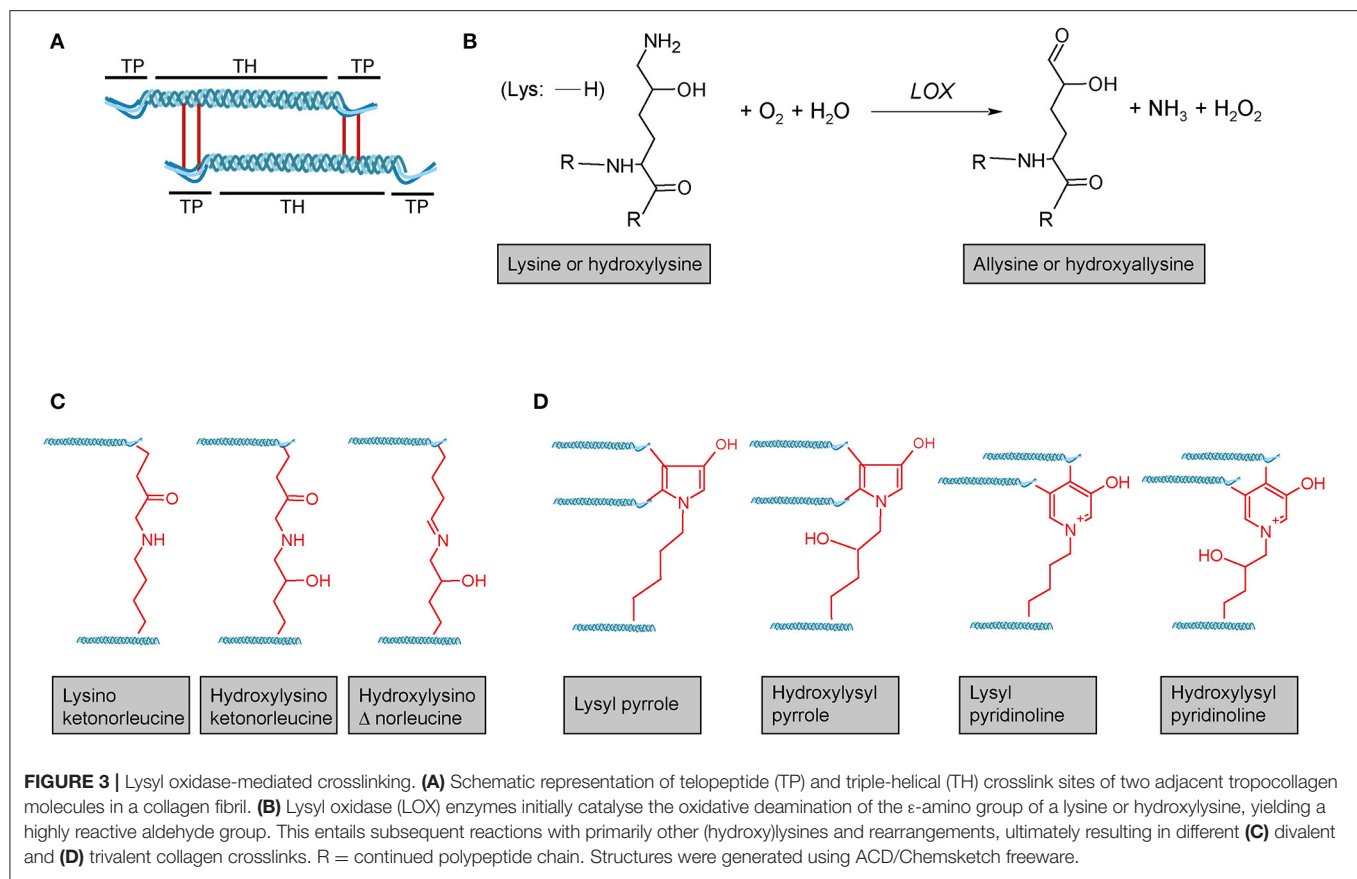 A
TP
TH
TP
TP
TH
TP
B
(Lys: —H)
NH2
OH
R
NH
O
R
+ O2 + H2O
LOX
O
OH
R
NH
O
R
+ NH3 + H2O2
Lysine or hydroxylysine
Allysine or hydroxyallysine
C
O
NH
O
NH
OH
N
OH
Lysino
ketonorleucine
Hydroxylysino
ketonorleucine
Hydroxylysino
Δ norleucine
D
OH
N
OH
N
HO
OH
N
+
OH
N
+
HO
Lysyl pyrrole
Hydroxylysyl
pyrrole
Lysyl
pyridinoline
Hydroxylysyl
pyridinoline
FIGURE 3 | Lysyl oxidase-mediated crosslinking. (A) Schematic representation of telopeptide (TP) and triple-helical (TH) crosslink sites of two adjacent tropocollagen
molecules in a collagen fibril. (B) Lysyl oxidase (LOX) enzymes initially catalyse the oxidative deamination of the ε-amino group of a lysine or hydroxylysine, yielding a
highly reactive aldehyde group. This entails subsequent reactions with primarily other (hydroxy)lysines and rearrangements, ultimately resulting in different (C) divalent
and (D) trivalent collagen crosslinks. R = continued polypeptide chain. Structures were generated using ACD/Chemsketch freeware.